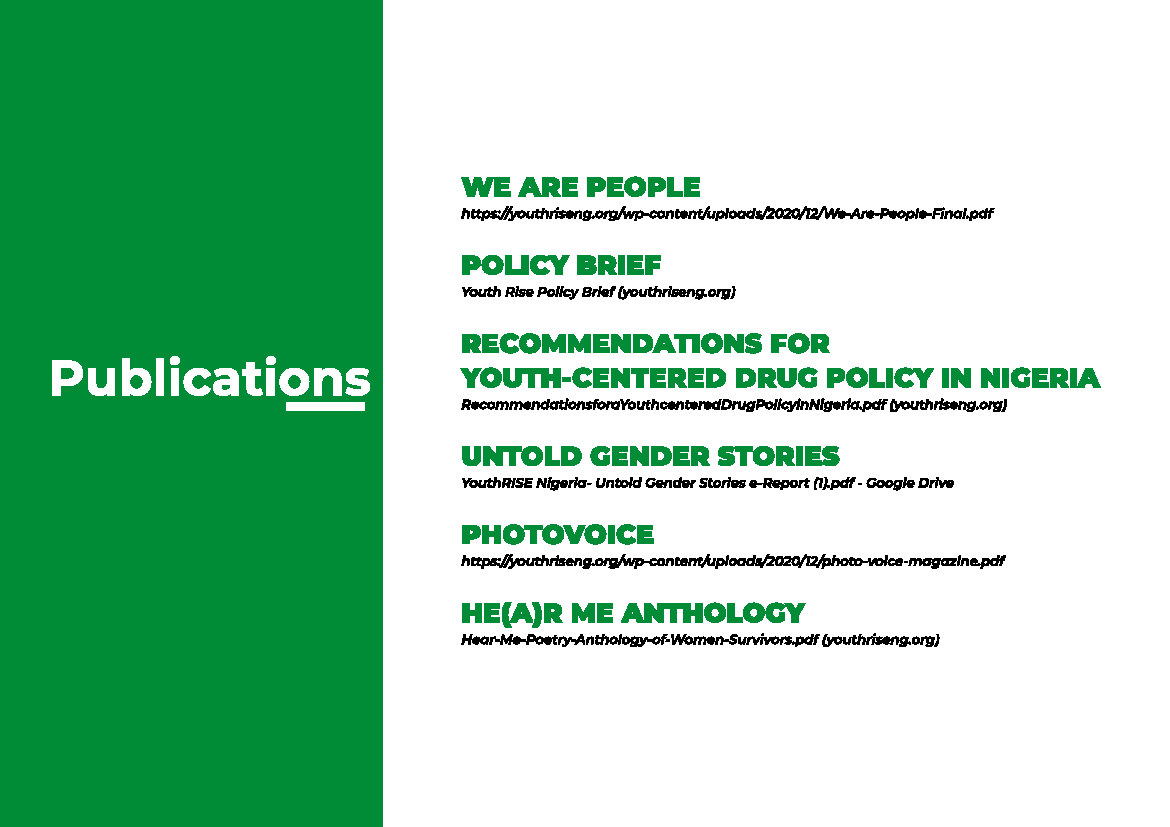 Publications
WE ARE PEOPLE
https://youthriseng.org/wp-content/uploads/2020/12/We-Are-People-Final.pdf
POLICY BRIEF
Youth Rise Policy Brief (youthriseng.org)
RECOMMENDATIONS FOR
YOUTH-CENTERED DRUG POLICY IN NIGERIA
RecommendationsforaYouthcenteredDrugPolicyinNigeria.pdf (youthriseng.org)
UNTOLD GENDER STORIES
YouthRISE Nigeria- Untold Gender Stories e-Report (1).pdf - Google Drive
PHOTOVOICE
https://youthriseng.org/wp-content/uploads/2020/12/photo-voice-magazine.pdf
HE(A)R ME ANTHOLOGY
Hear-Me-Poetry-Anthology-of-Women-Survivors.pdf (youthriseng.org)